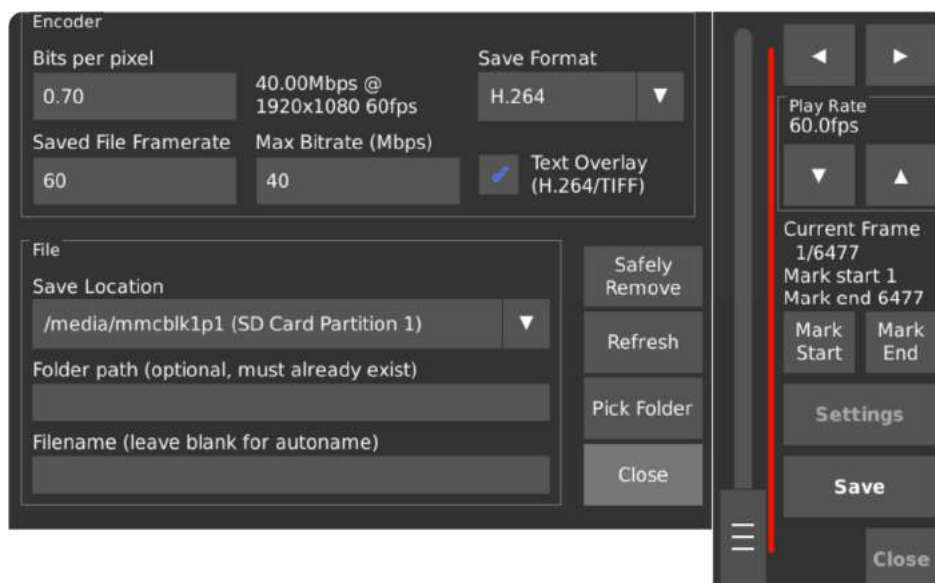 Encoder
Bits per pixel
0.70
40.00Mbps @
1920x1080 60fps
Save Format
H.264
Saved File Framerate
60
Max Bitrate (Mbps)
40
Text Overlay
(H.264/TIFF)
File
Save Location
/media/mmcblk1p1 (SD Card Partition 1)
Folder path (optional, must already exist)
Filename (leave blank for autoname)
Safely
Remove
Refresh
Pick Folder
Close
Play Rate
60.0fps
Current Frame
1/6477
Mark start 1
Mark end 6477
Mark
Start
Mark
End
Settings
Save
Close